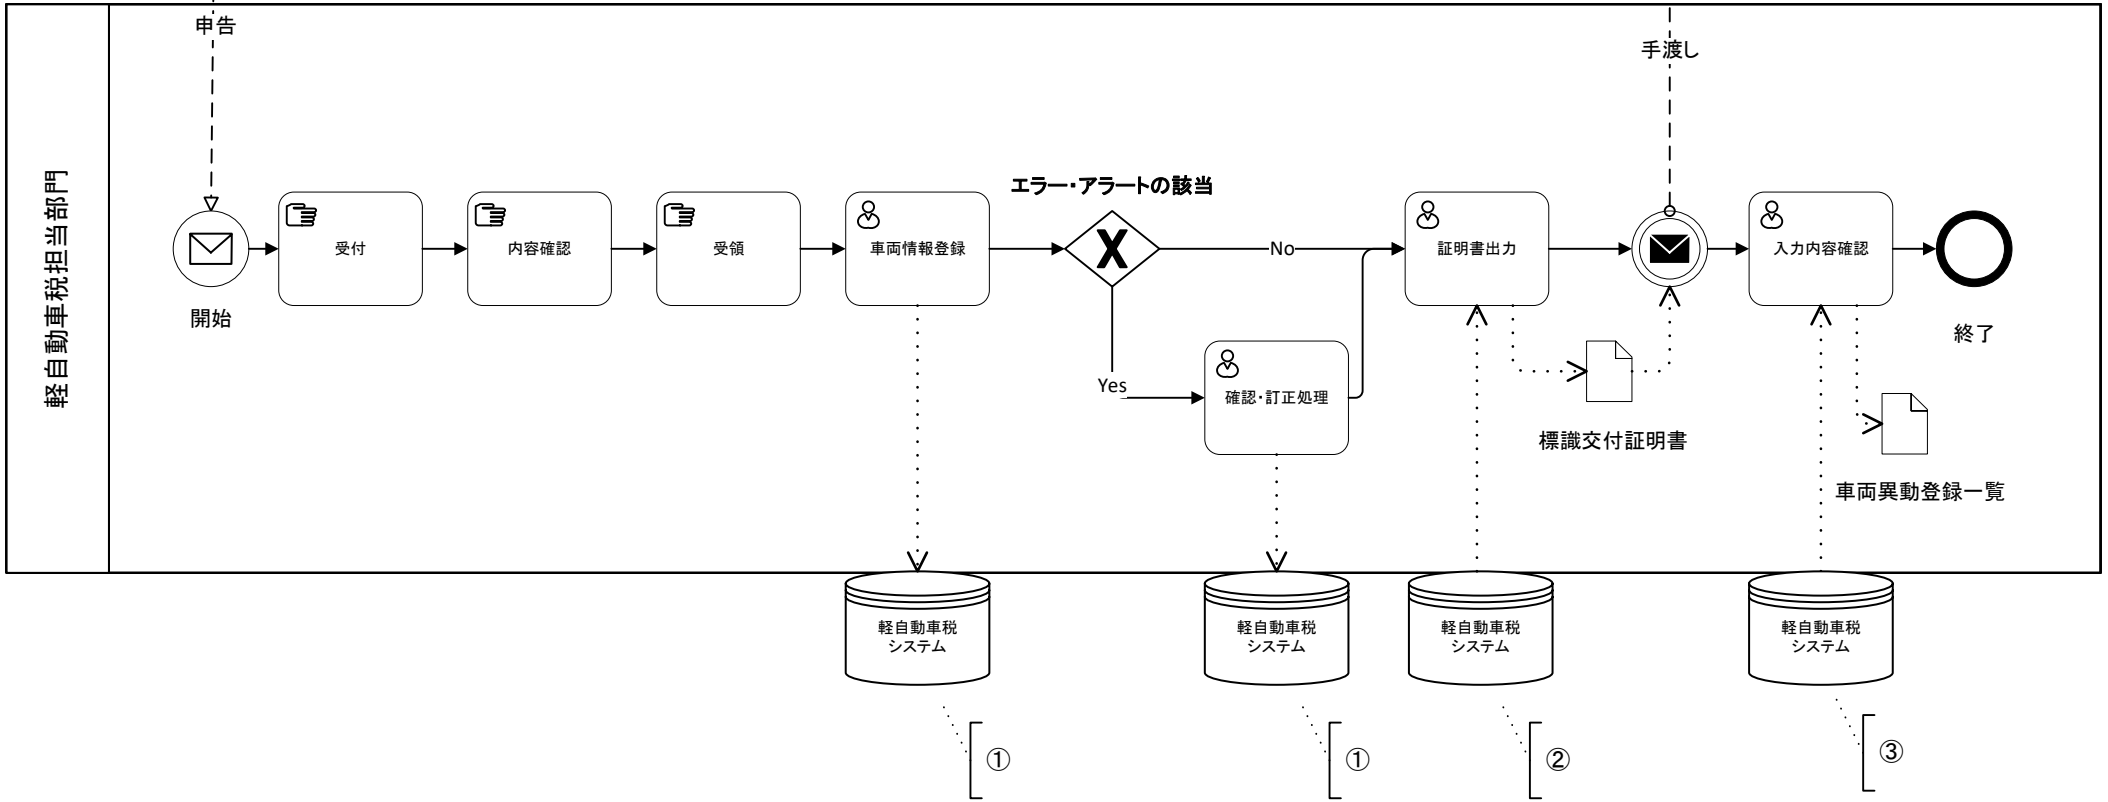 申告
手渡し
軽自動車税担当部門
エラー・アラートの該当
受付
内容確認
受領
車両情報登録
No
証明書出力
入力内容確認
開始
終了
Yes
確認・訂正処理
標識交付証明書
車両異動登録一覧
軽自動車税
システム
軽自動車税
システム
軽自動車税
システム
軽自動車税
システム
①
①
②
③